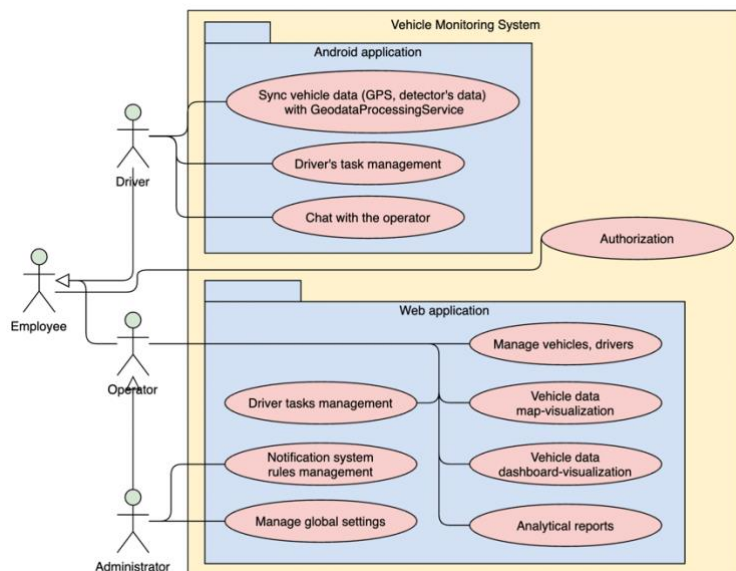 Vehicle Monitoring System
Android application
Sync vehicle data (GPS, detector's data)
with GeodataProcessingService
Driver
Driver's task management
Chat with the operator
Authorization
Employee
Web application
Operator
Manage vehicles, drivers
Driver tasks management
Vehicle data
map-visualization
Notification system
rules management
Vehicle data
dashboard-visualization
Manage global settings
Analytical reports
Administrator